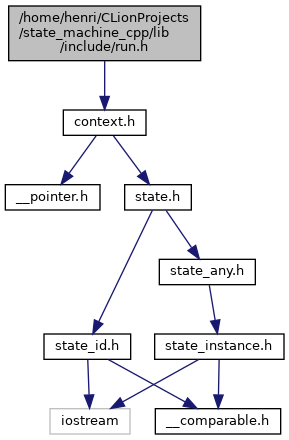 /home/henri/CLionProjects
/state_machine_cpp/lib
/include/run.h
context.h
__pointer.h
state.h
state_any.h
state_id.h
state_instance.h
iostream
__comparable.h